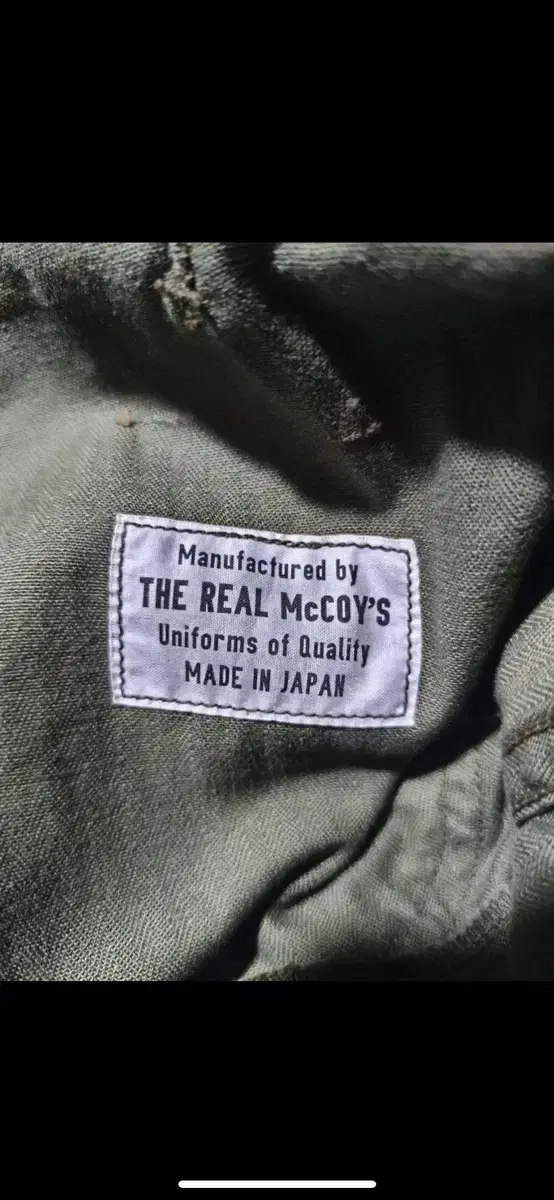 Manufactured by
THE REAL McCOY'S
Uniforms of Quality
MADE IN JAPAN